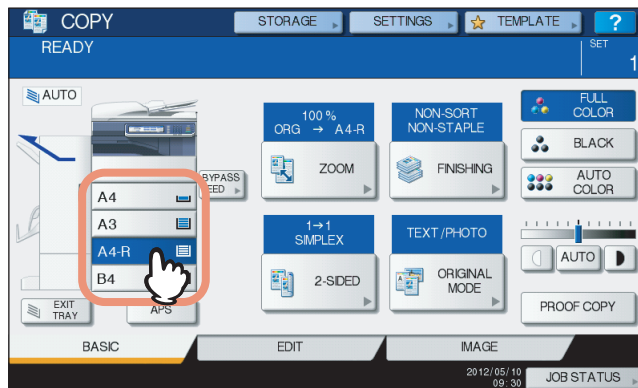 COPY
STORAGE
SETTINGS
TEMPLATE
?
READY
SET
1
AUTO
100 %
ORG → A4-R
NON-SORT
NON-STAPLE
FULL
COLOR
ZOOM
FINISHING
BLACK
BYPASS
FEED
AUTO
COLOR
A4
A3
A4-R
B4
1→1
SIMPLEX
TEXT/PHOTO
2-SIDED
ORIGINAL
MODE
AUTO
EXIT
TRAY
APS
PROOF COPY
BASIC
EDIT
IMAGE
2012/05/10
09:30
JOB STATUS